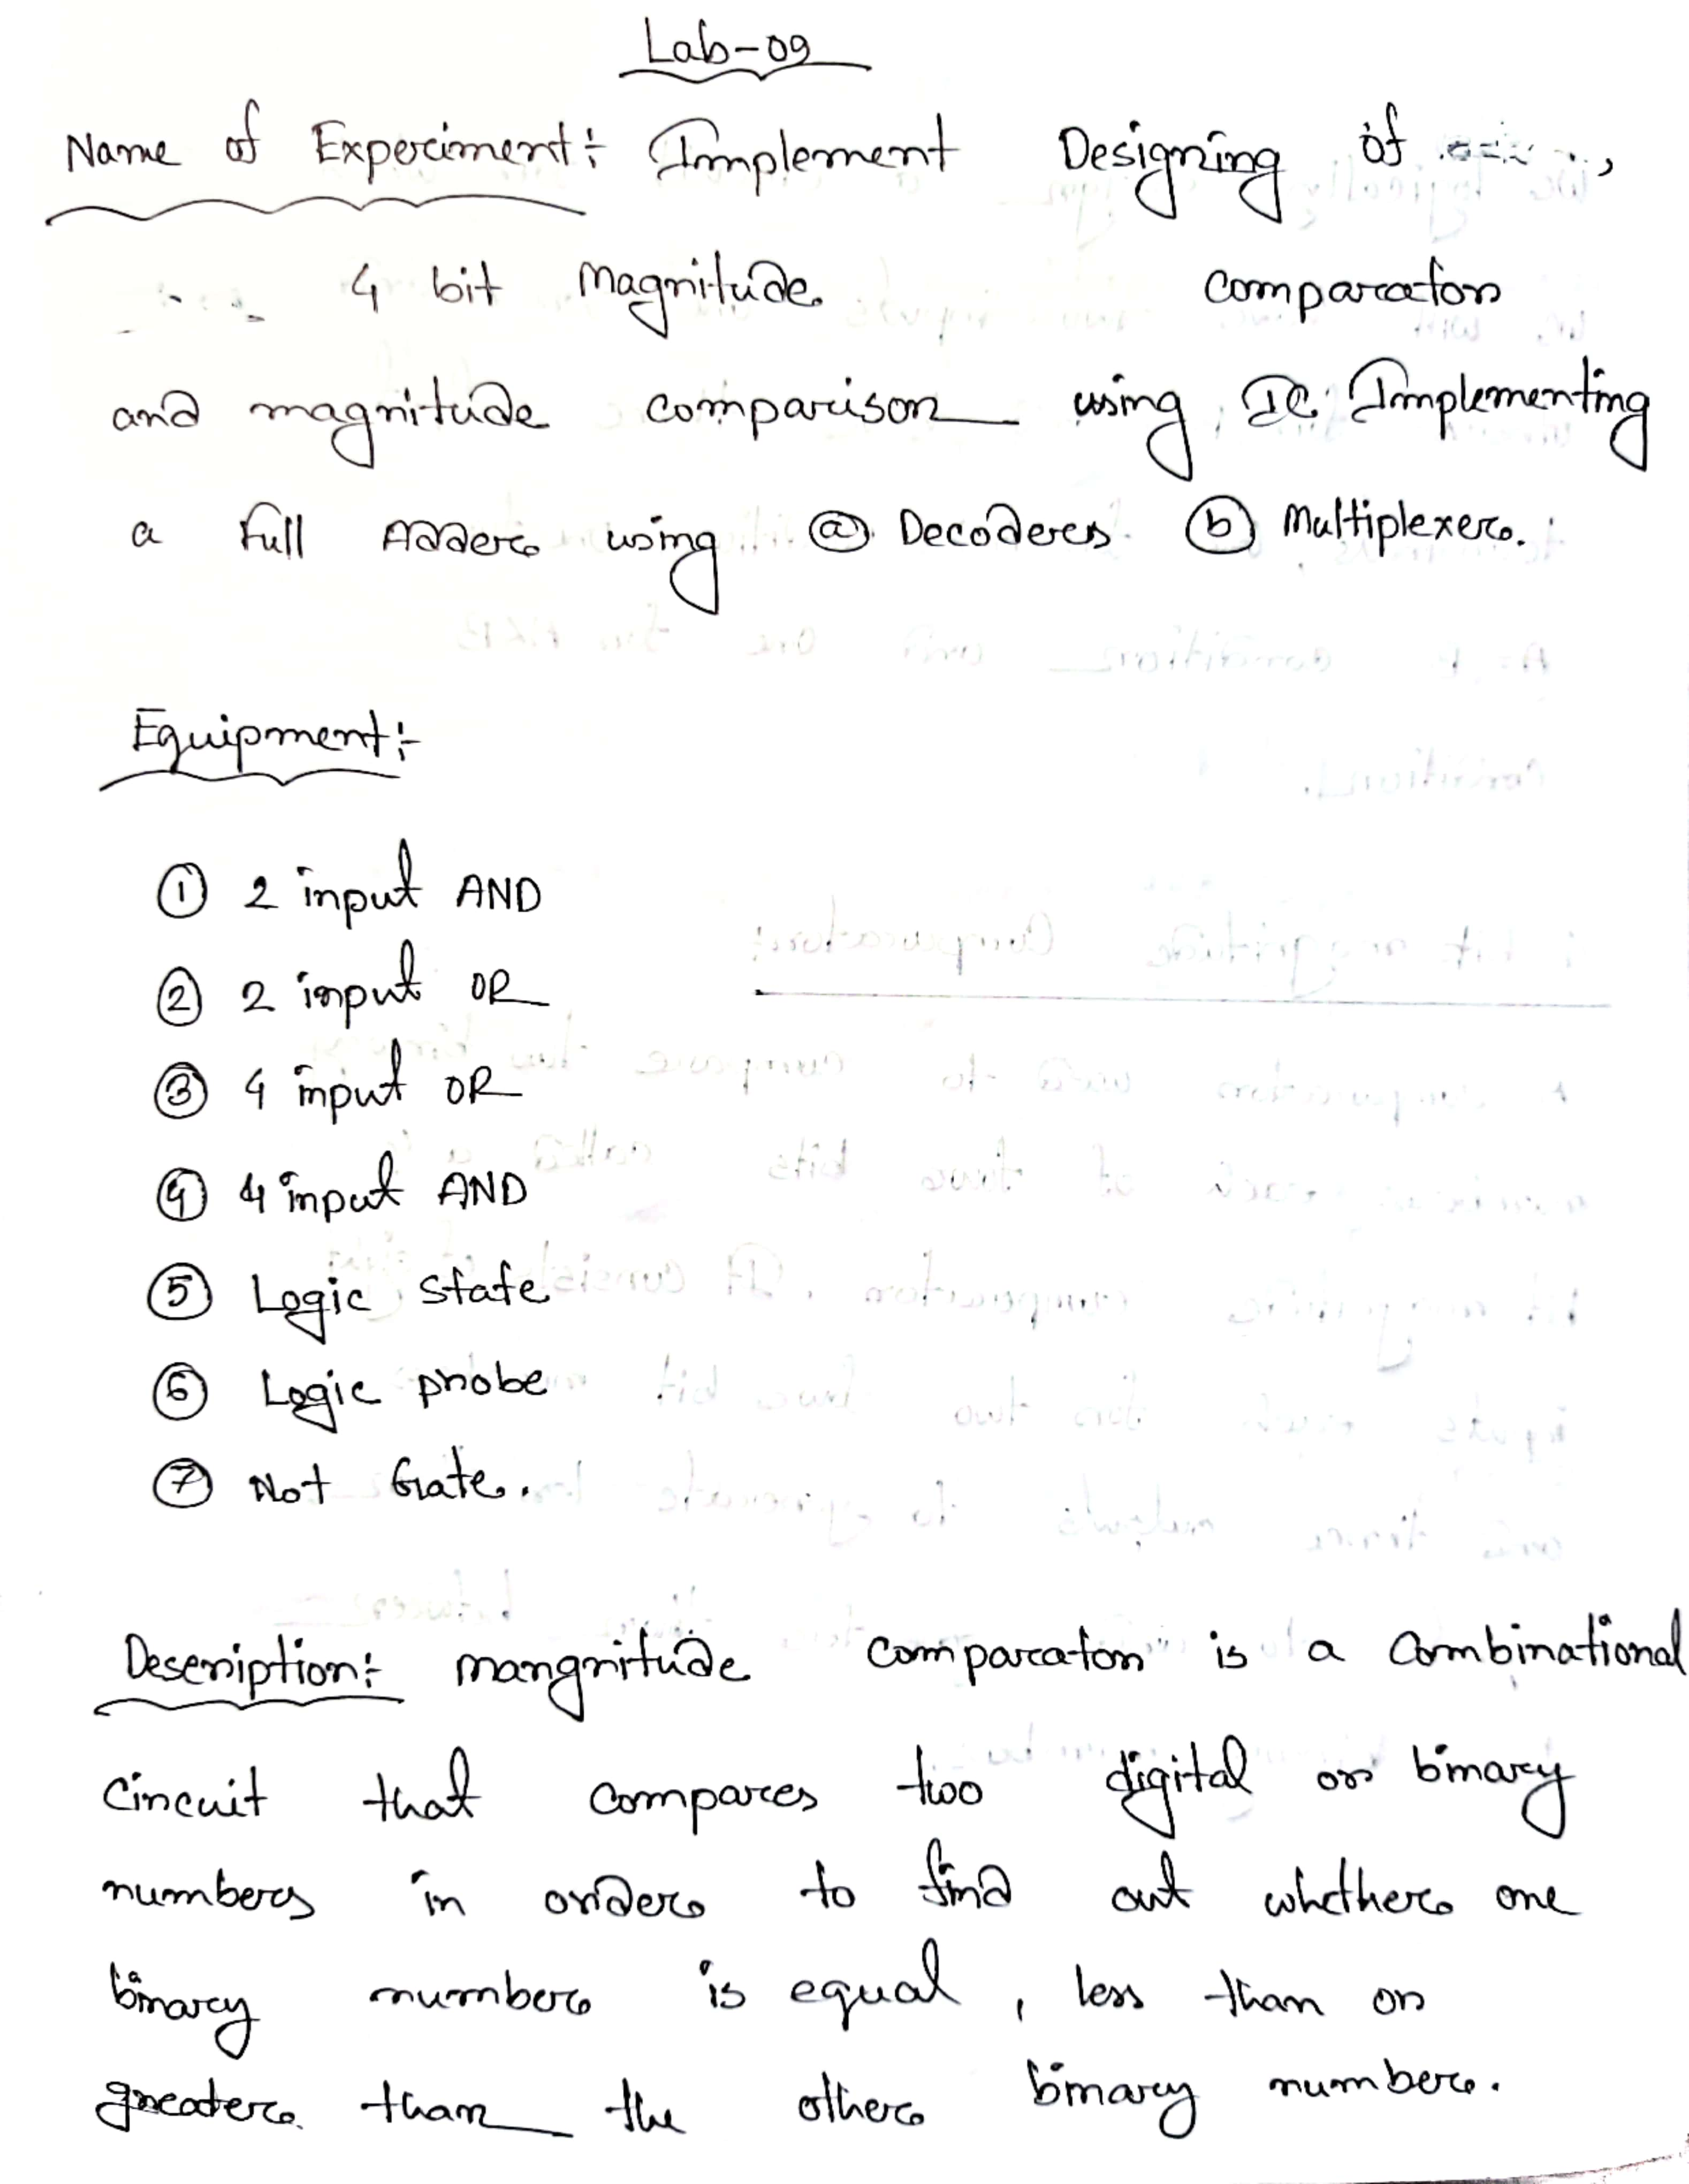 Lab-09
Name of Experiment: Implement Designing of ,
4 bit Magnitude comparator
and magnitude comparison using IC Implementing
a Full Adder using ⓐ Decoders ⓑ Multiplexer.
Equipment:
① 2 input AND
② 2 input OR
③ 4 input OR
④ 4 input AND
⑤ Logic state
⑥ Logic probe
⑦ Not Gate.
Description: mangnitude comparator is a combinational
circuit that compares two digital or binary
numbers in order to find out whether one
binary number is equal, less than or
greater than the other binary number.